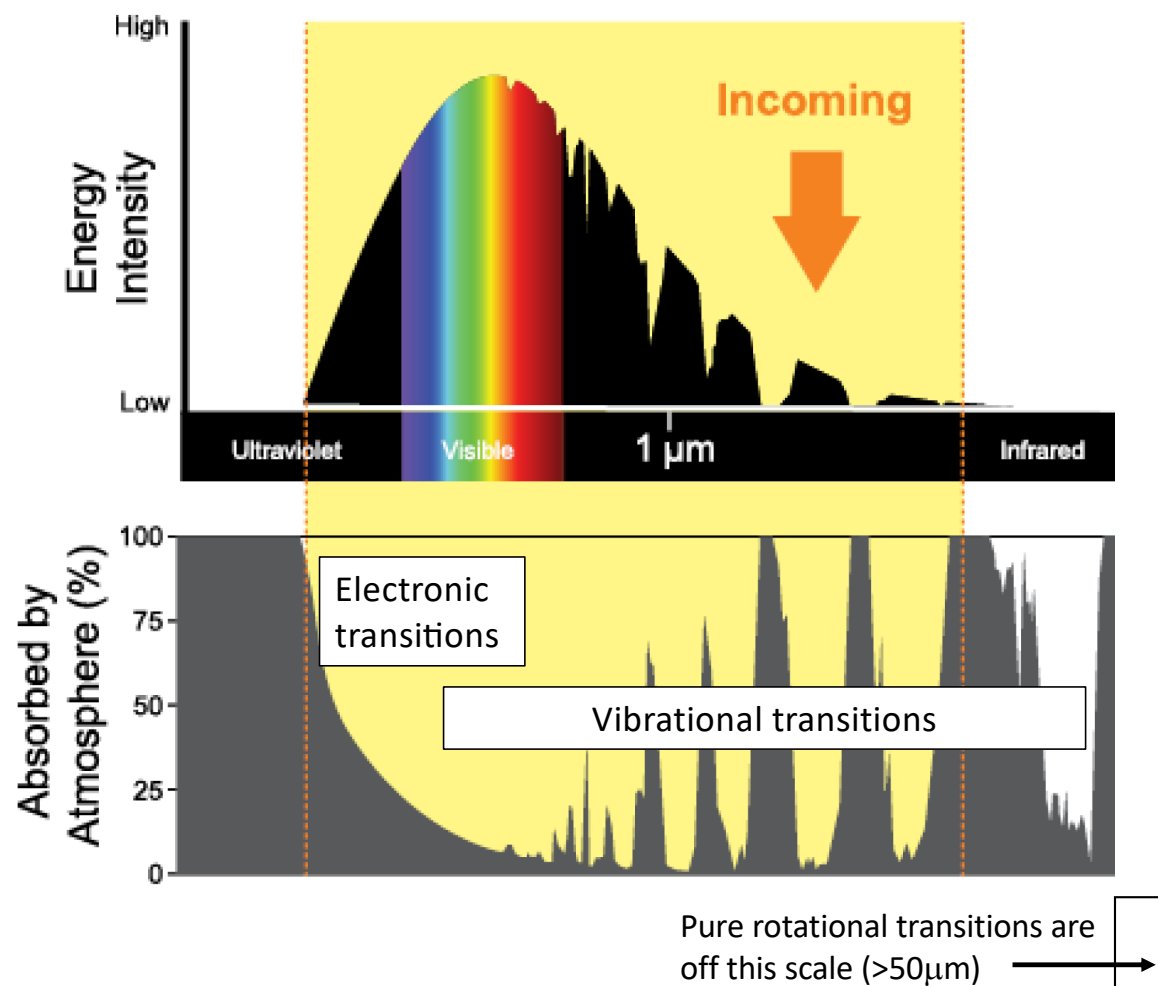 High
Energy
Intensity
Incoming
Low
Ultraviolet
Visible
1 µm
Infrared
Absorbed by
Atmosphere (%)
100
75
50
25
0
Electronic
transitions
Vibrational transitions
Pure rotational transitions are
off this scale (>50µm)